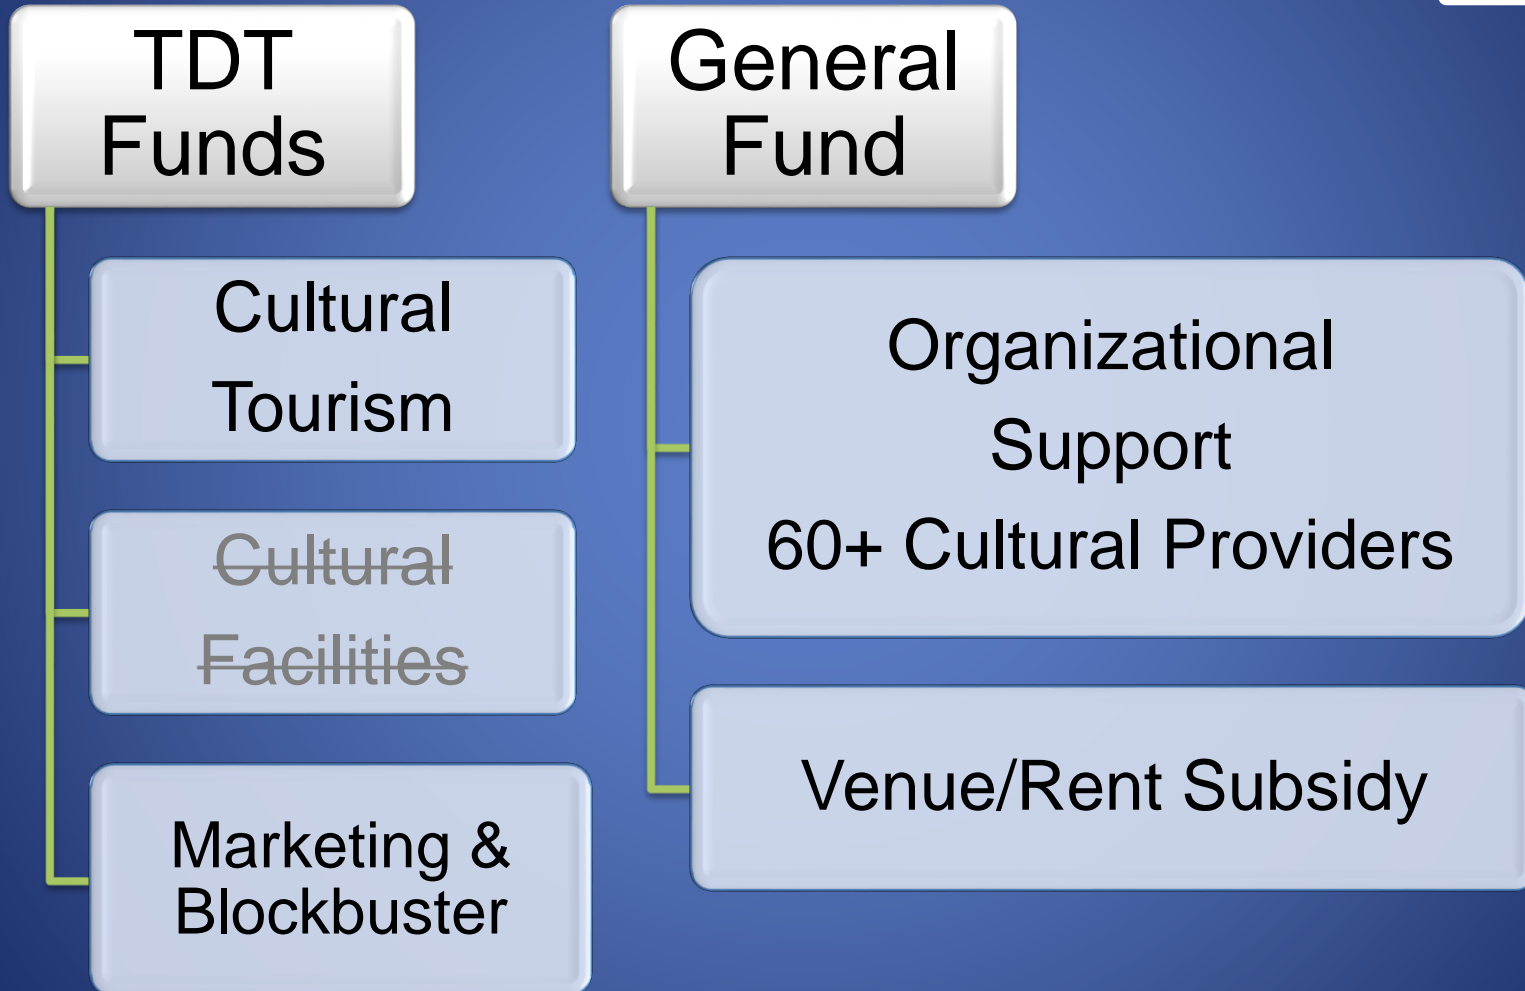 TDT
Funds
Cultural
Tourism
Cultural
Facilities
Marketing &
Blockbuster
General
Fund
Organizational
Support
60+ Cultural Providers
Venue/Rent Subsidy